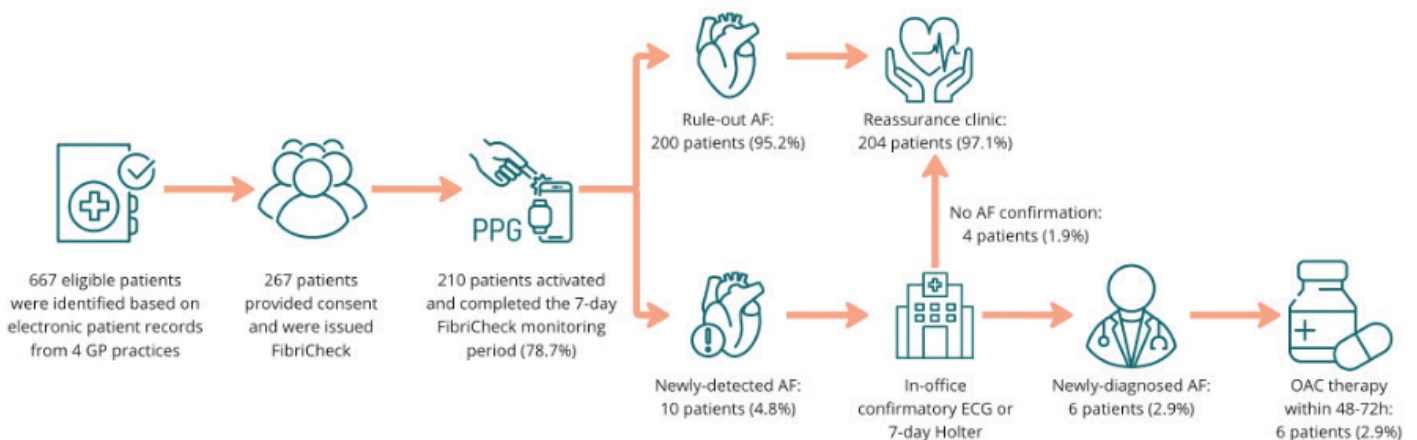 Rule-out AF:
200 patients (95.2%)
Reassurance clinic:
204 patients (97.1%)
PPG
No AF confirmation:
4 patients (1.9%)
667 eligible patients
were identified based on
electronic patient records
from 4 GP practices
267 patients
provided consent
and were issued
FibriCheck
210 patients activated
and completed the 7-day
FibriCheck monitoring
period (78.7%)
Newly-detected AF:
10 patients (4.8%)
In-office
confirmatory ECG or
7-day Holter
Newly-diagnosed AF:
6 patients (2.9%)
OAC therapy
within 48-72h:
6 patients (2.9%)